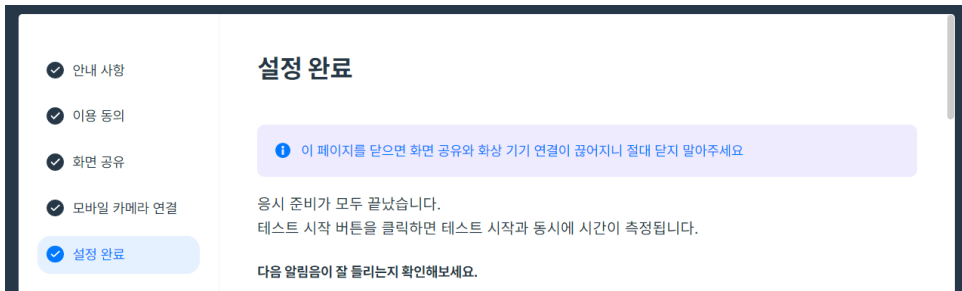 안내 사항
이용 동의
화면 공유
모바일 카메라 연결
설정 완료
설정 완료
이 페이지를 닫으면 화면 공유와 화상 기기 연결이 끊어지니 절대 닫지 말아주세요
응시 준비가 모두 끝났습니다.
테스트 시작 버튼을 클릭하면 테스트 시작과 동시에 시간이 측정됩니다.
다음 알림음이 잘 들리는지 확인해보세요.